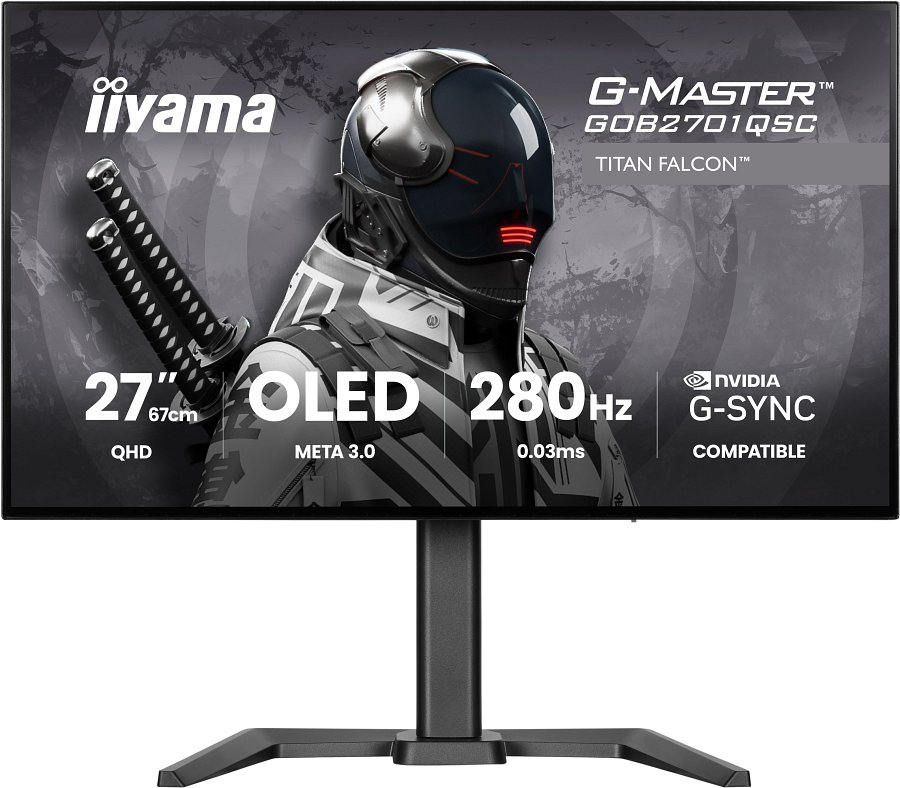 iiyama
G-MASTER™
GOB2701QSC
TITAN FALCON™
27" 67cm
QHD
OLED
META 3.0
280Hz
0.03ms
NVIDIA
G-SYNC
COMPATIBLE